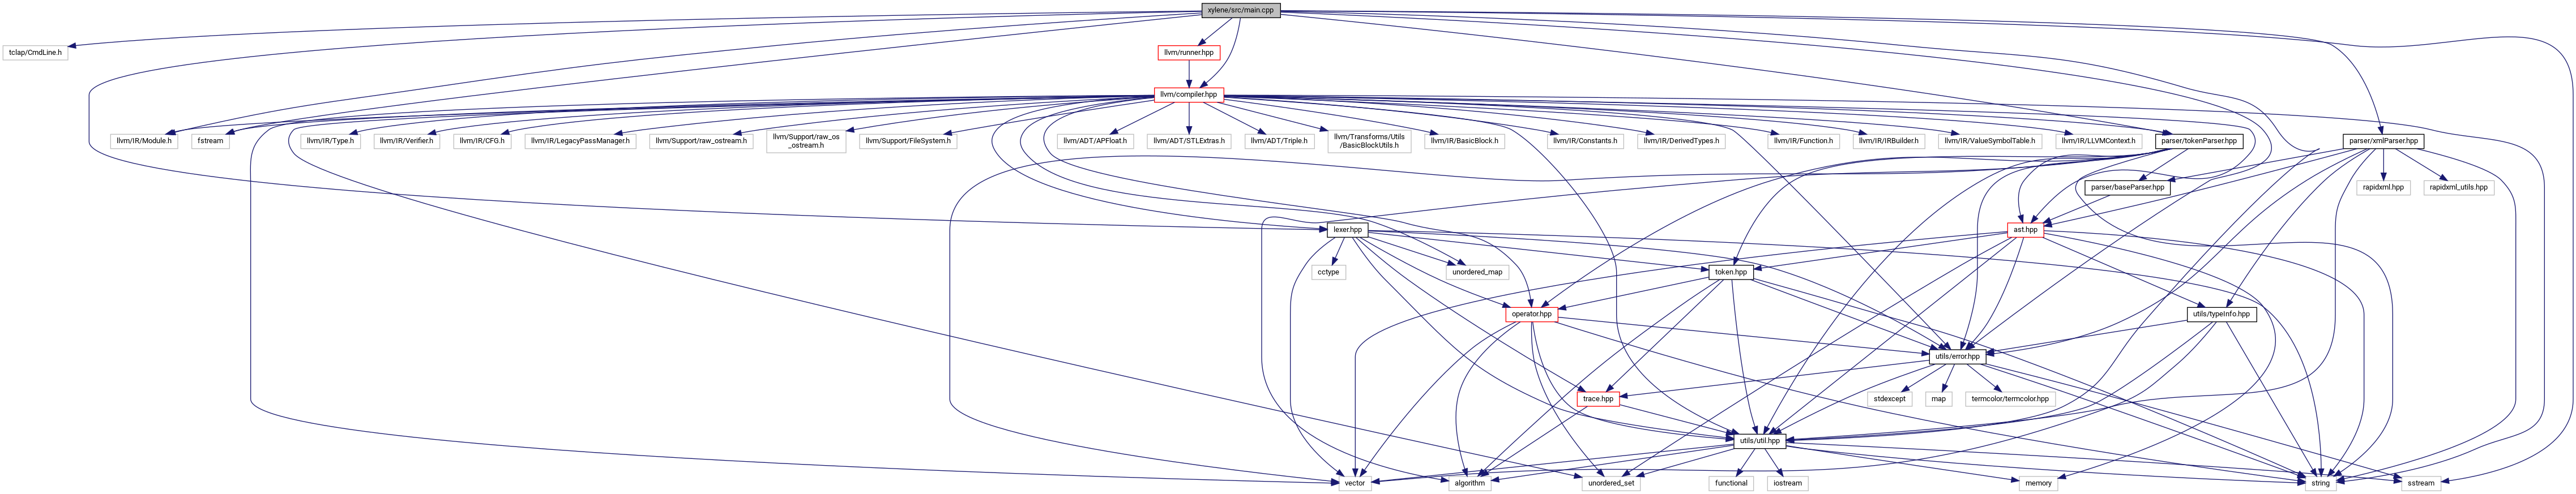 xylene/src/main.cpp
tclap/CmdLine.h
llvm/runner.hpp
llvm/compiler.hpp
llvm/IR/Module.h
fstream
llvm/IR/Type.h
llvm/IR/Verifier.h
llvm/IR/CFG.h
llvm/IR/LegacyPassManager.h
llvm/Support/raw_ostream.h
llvm/Support/raw_os
_ostream.h
llvm/Support/FileSystem.h
llvm/ADT/APFloat.h
llvm/ADT/STLExtras.h
llvm/ADT/Triple.h
llvm/Transforms/Utils
/BasicBlockUtils.h
llvm/IR/BasicBlock.h
llvm/IR/Constants.h
llvm/IR/DerivedTypes.h
llvm/IR/Function.h
llvm/IR/IRBuilder.h
llvm/IR/ValueSymbolTable.h
llvm/IR/LLVMContext.h
parser/tokenParser.hpp
parser/xmlParser.hpp
parser/baseParser.hpp
rapidxml.hpp
rapidxml_utils.hpp
lexer.hpp
ast.hpp
cctype
unordered_map
token.hpp
operator.hpp
utils/typeInfo.hpp
utils/error.hpp
trace.hpp
stdexcept
map
termcolor/termcolor.hpp
utils/util.hpp
vector
algorithm
unordered_set
functional
iostream
memory
string
sstream